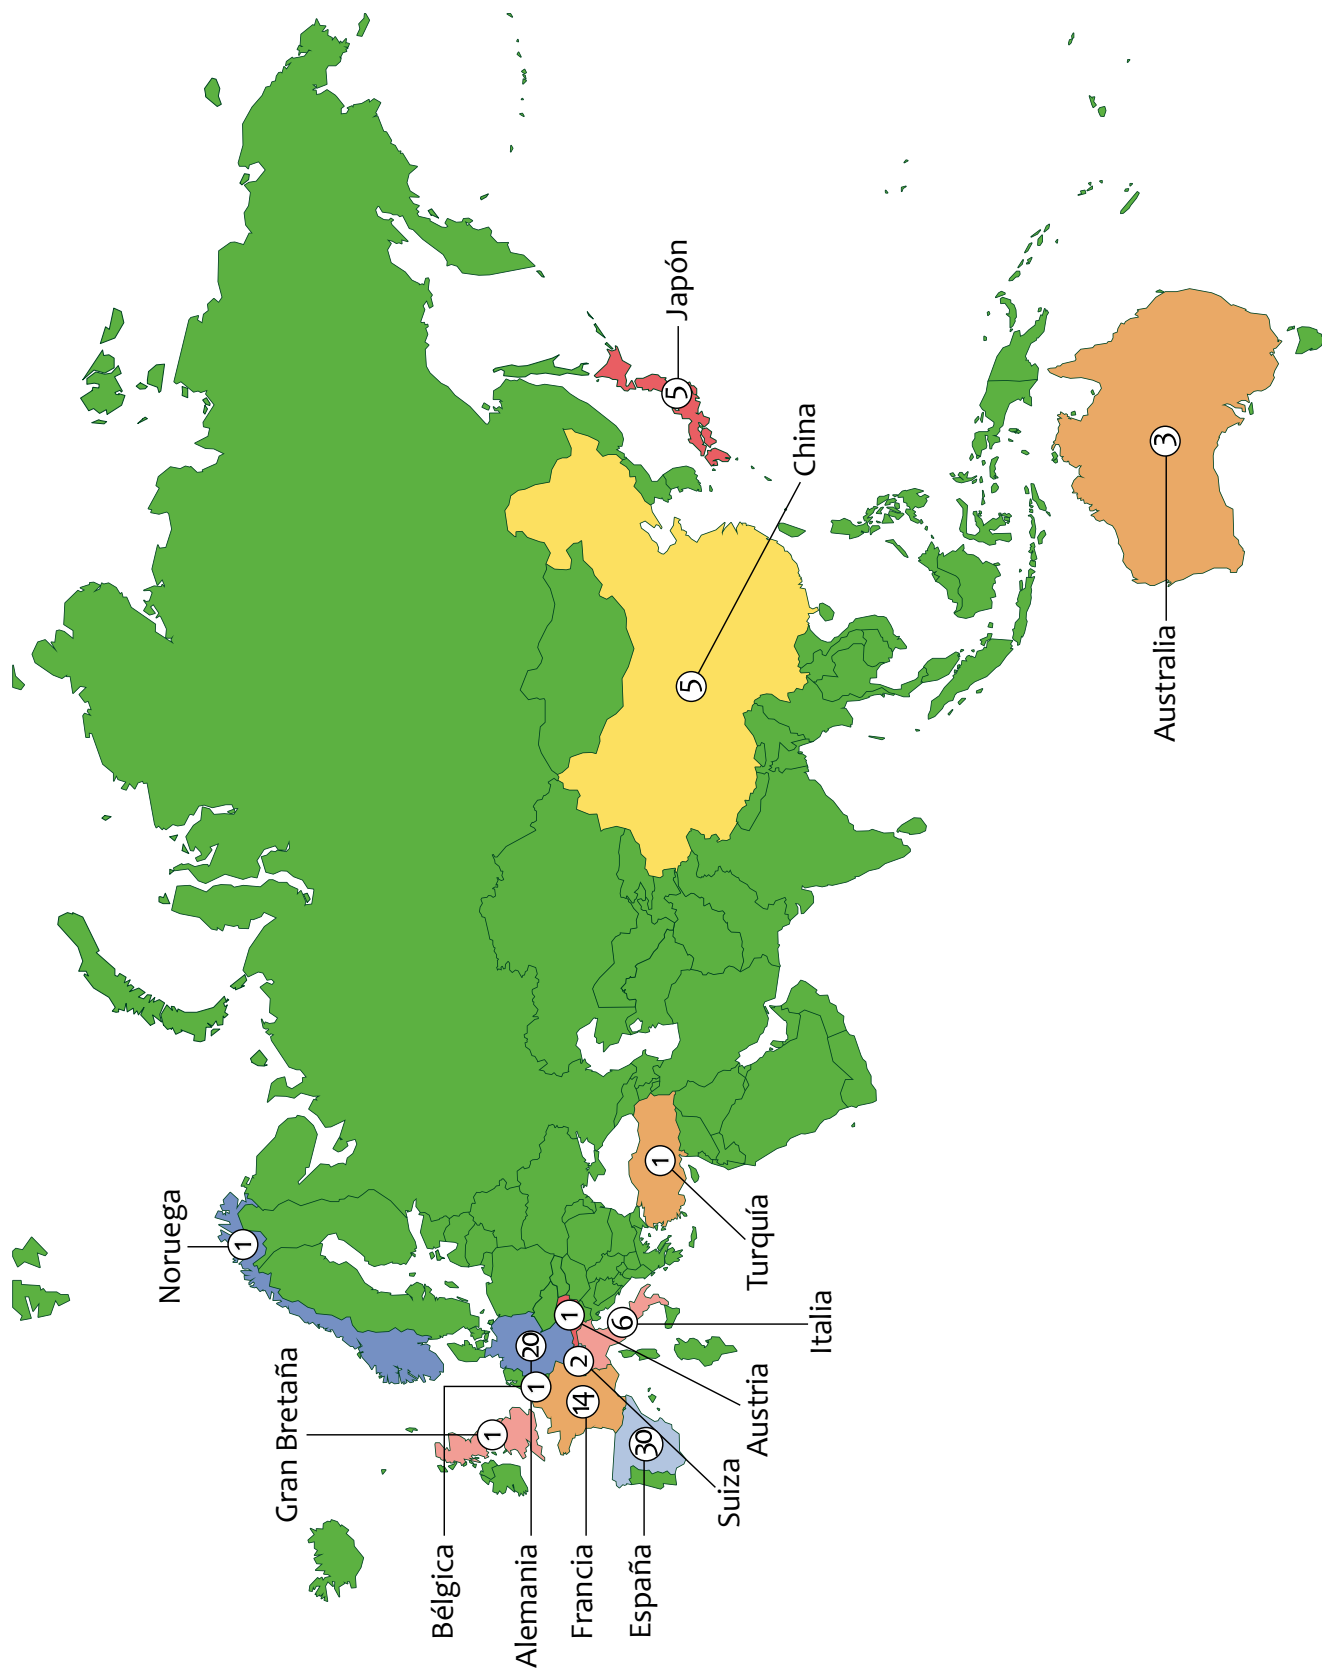 Noruega
1
Gran Bretaña
1
Bélgica
1
Alemania
20
Francia
14
España
30
Suiza
2
Austria
1
Italia
6
Turquía
1
China
5
Japón
5
Australia
3